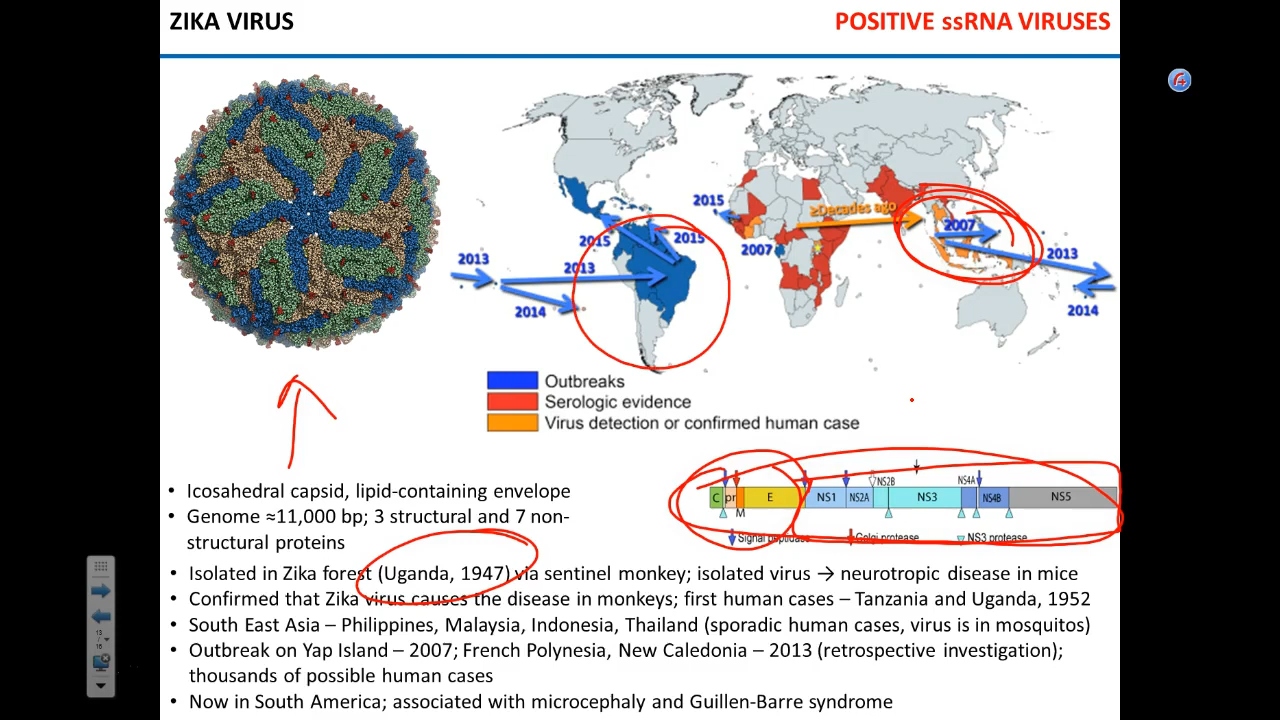 ZIKA VIRUS
POSITIVE ssRNA VIRUSES
2015
≥Decades ago
2007
2015
2015
2007
2013
2013
2013
2014
2014
Outbreaks
Serologic evidence
Virus detection or confirmed human case
NS2B
NS4A
C
pr
E
NS1
NS2A
NS3
NS4B
NS5
M
Signal peptidase
Golgi protease
NS3 protease
• Icosahedral capsid, lipid-containing envelope
• Genome ≈11,000 bp; 3 structural and 7 non-
structural proteins
• Isolated in Zika forest (Uganda, 1947) via sentinel monkey; isolated virus → neurotropic disease in mice
• Confirmed that Zika virus causes the disease in monkeys; first human cases – Tanzania and Uganda, 1952
• South East Asia – Philippines, Malaysia, Indonesia, Thailand (sporadic human cases, virus is in mosquitos)
• Outbreak on Yap Island – 2007; French Polynesia, New Caledonia – 2013 (retrospective investigation);
thousands of possible human cases
• Now in South America; associated with microcephaly and Guillen-Barre syndrome
13